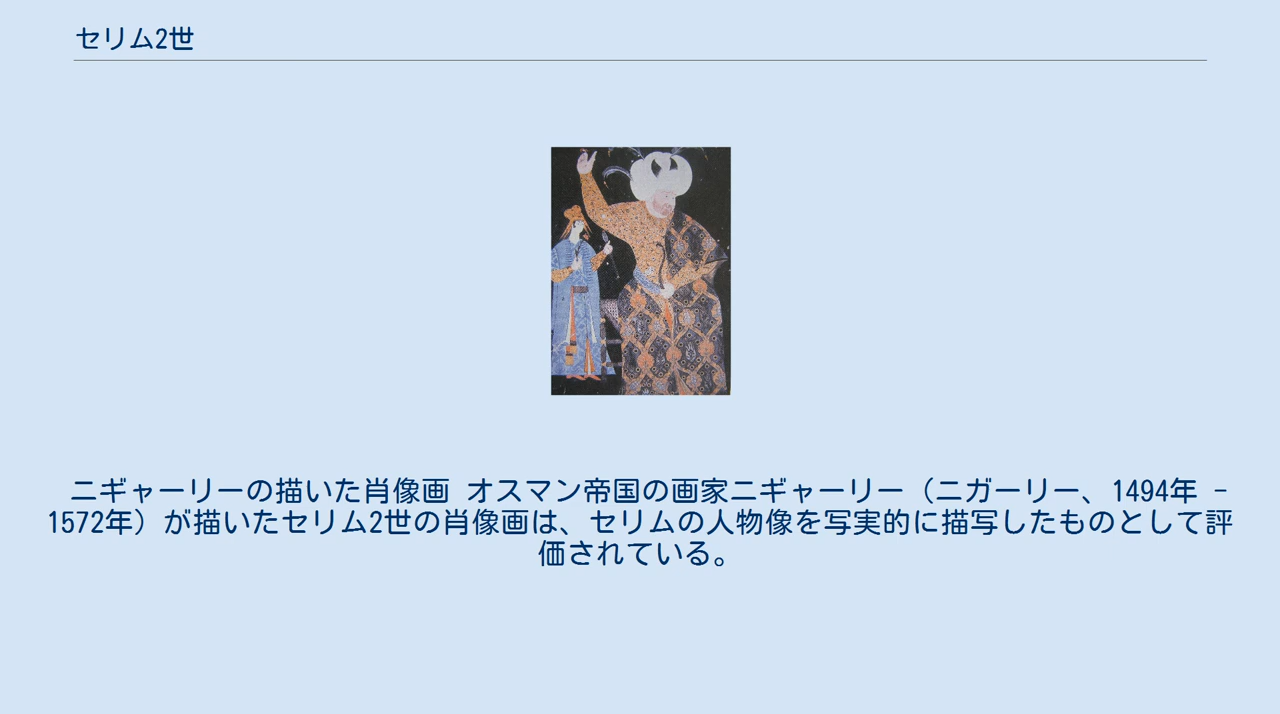 セリム2世
ニギャーリーの描いた肖像画 オスマン帝国の画家ニギャーリー（ニガーリー、1494年 -
1572年）が描いたセリム2世の肖像画は、セリムの人物像を写実的に描写したものとして評
価されている。